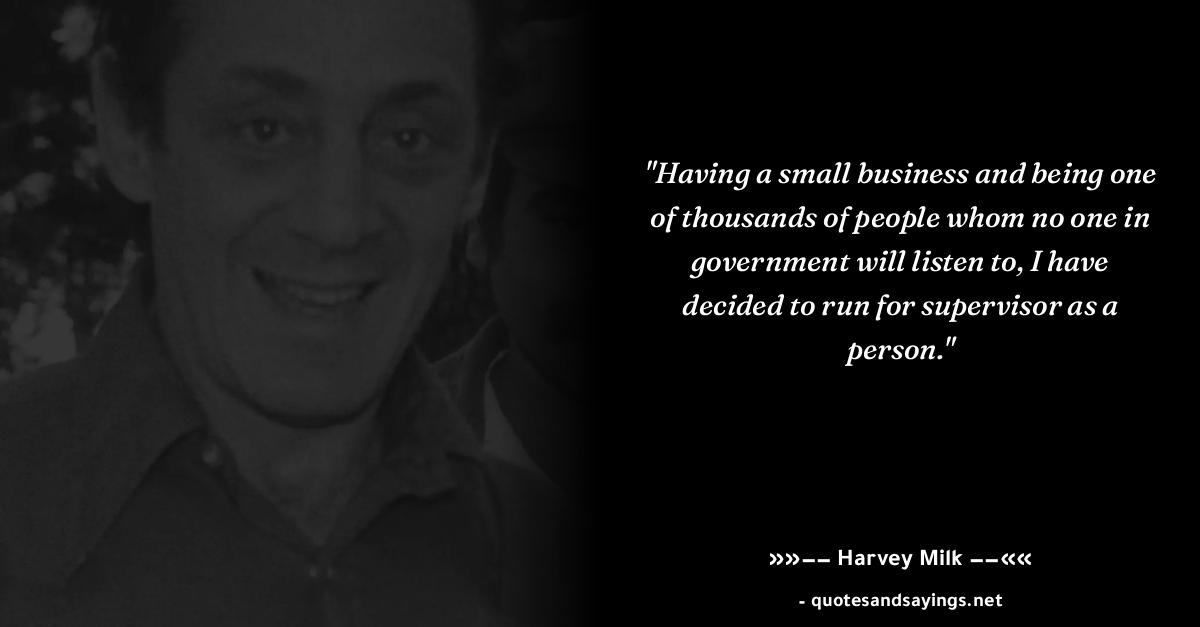 "Having a small business and being one
of thousands of people whom no one in
government will listen to, I have
decided to run for supervisor as a
person."
»»−− Harvey Milk −−««
- quotesandsayings.net